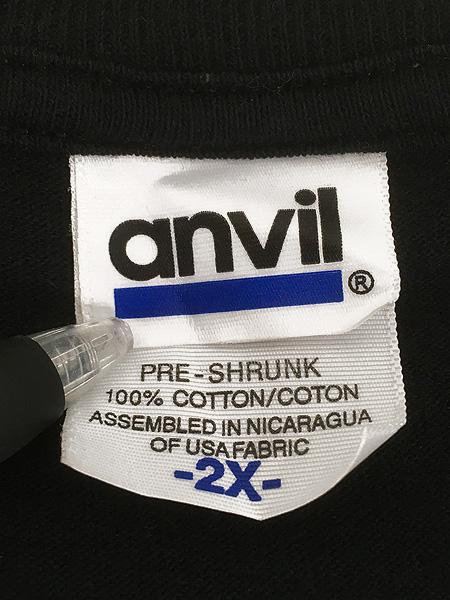 anvil®
PRE-SHRUNK
100% COTTON/COTON
ASSEMBLED IN NICARAGUA
OF USA FABRIC
-2X-